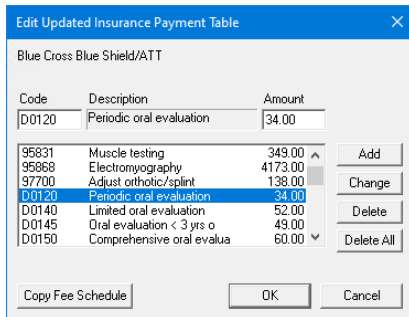 Edit Updated Insurance Payment Table
Blue Cross Blue Shield/ATT
Code Description Amount
D0120 Periodic oral evaluation 34.00
95831 Muscle testing 349.00
95868 Electromyography 4173.00
97700 Adjust orthotic/splint 138.00
D0120 Periodic oral evaluation 34.00
D0140 Limited oral evaluation 52.00
D0145 Oral evaluation < 3 yrs o 49.00
D0150 Comprehensive oral evalua 60.00
Add
Change
Delete
Delete All
Copy Fee Schedule OK Cancel